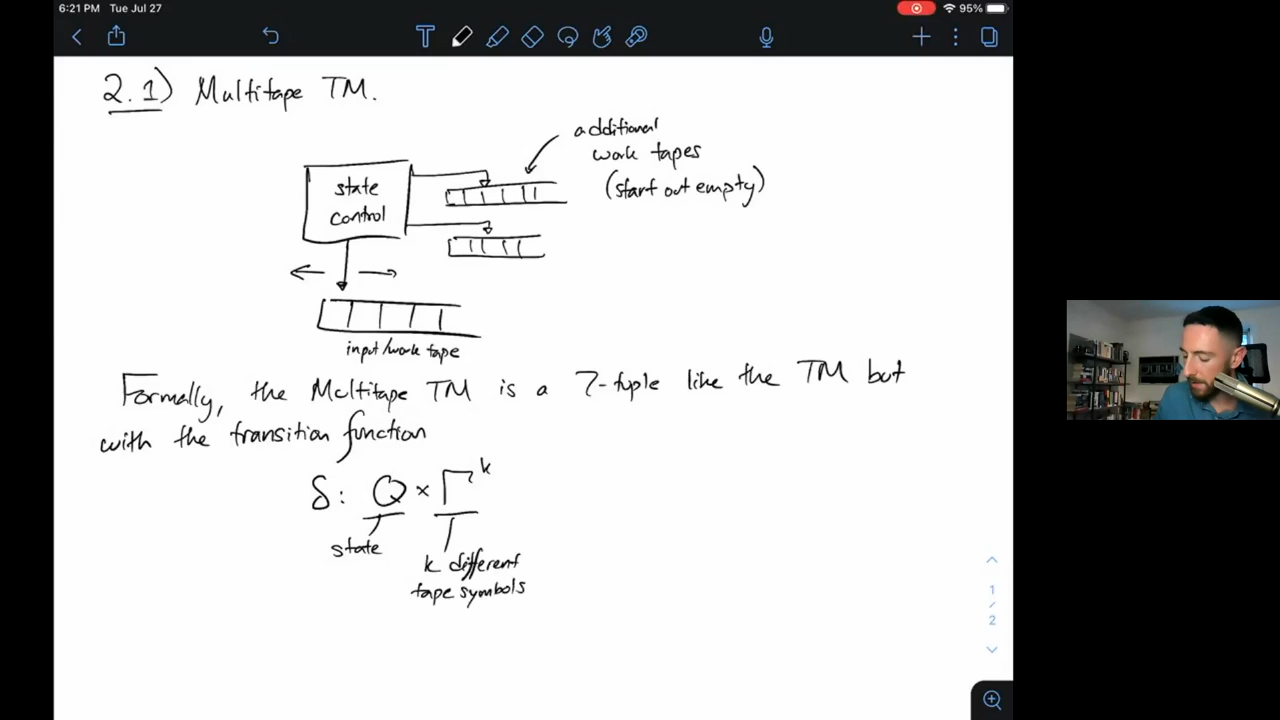 6:21 PM Tue Jul 27
95%
2.1) Multitape TM.
additional
work tapes
(start out empty)
state
control
input/work tape
Formally, the Multitape TM is a 7-tuple like the TM but
with the transition function
δ: Q × Γ^k
state
k different
tape symbols
1
/
2